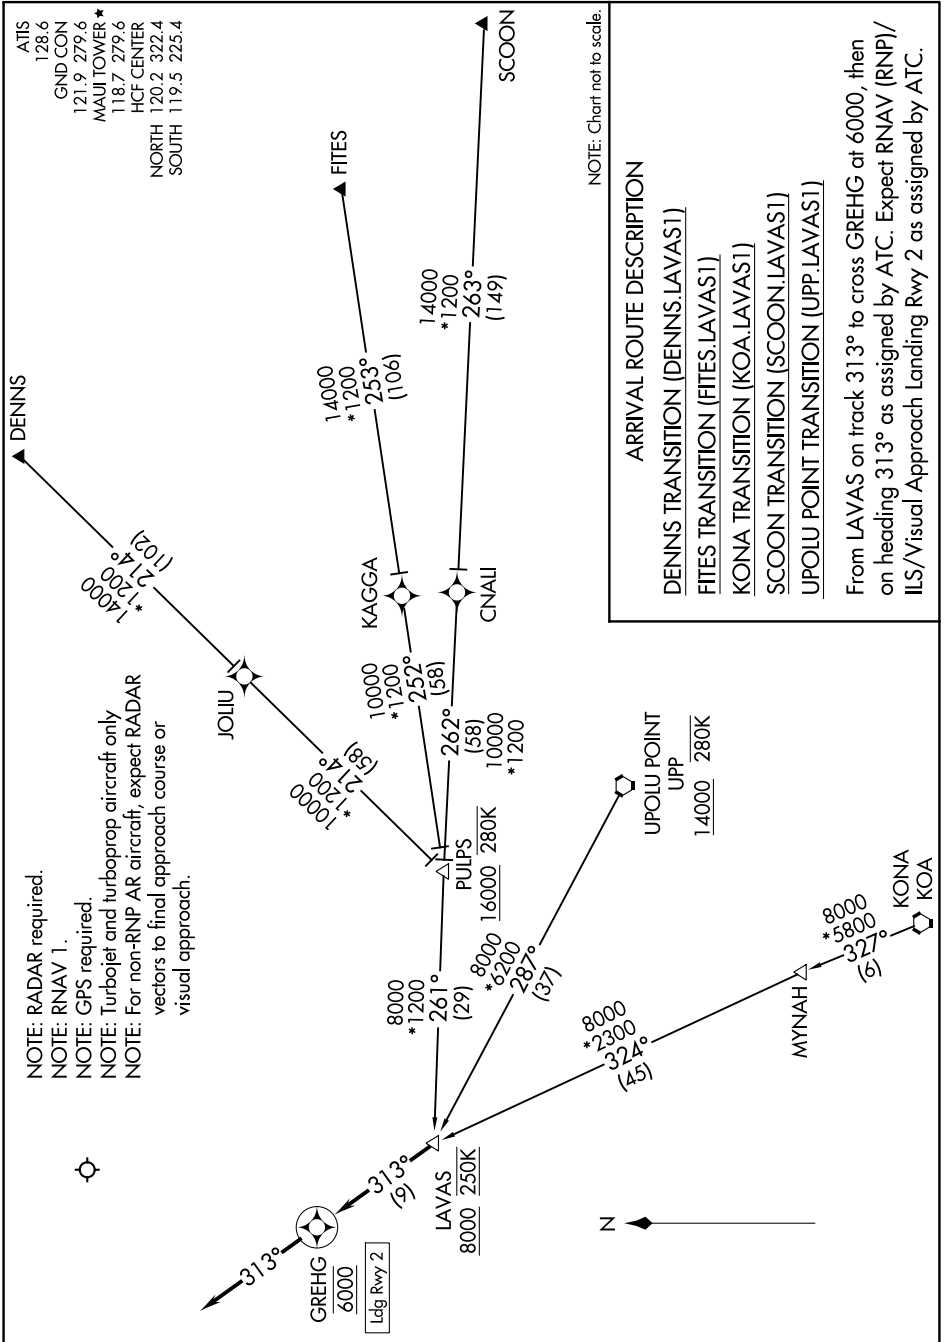 ATIS
128.6
GND CON
121.9 279.6
MAUI TOWER ★
118.7 279.6
HCF CENTER
NORTH 120.2 322.4
SOUTH 119.5 225.4
NOTE: RADAR required.
NOTE: RNAV 1.
NOTE: GPS required.
NOTE: Turbojet and turboprop aircraft only
NOTE: For non-RNP AR aircraft, expect RADAR
vectors to final approach course or
visual approach.
DENNS
14000
*1200
214°
(102)
JOLIU
10000
*1200
214°
(58)
FITES
14000
*1200
253°
(106)
KAGGA
10000
*1200
252°
(58)
SCOON
14000
*1200
263°
(149)
CNALI
262°
(58)
10000
*1200
PULPS
16000 280K
8000
*1200
261°
(29)
UPOLU POINT
UPP
14000 280K
8000
*6200
287°
(37)
KONA
KOA
8000
*5800
327°
(6)
MYNAH
8000
*2300
324°
(45)
LAVAS
8000 250K
313°
(9)
GREHG
6000
Ldg Rwy 2
313°
N
NOTE: Chart not to scale.
ARRIVAL ROUTE DESCRIPTION
DENNS TRANSITION (DENNS.LAVAS1)
FITES TRANSITION (FITES.LAVAS1)
KONA TRANSITION (KOA.LAVAS1)
SCOON TRANSITION (SCOON.LAVAS1)
UPOLU POINT TRANSITION (UPP.LAVAS1)
From LAVAS on track 313° to cross GREHG at 6000, then
on heading 313° as assigned by ATC. Expect RNAV (RNP)/
ILS/Visual Approach Landing Rwy 2 as assigned by ATC.